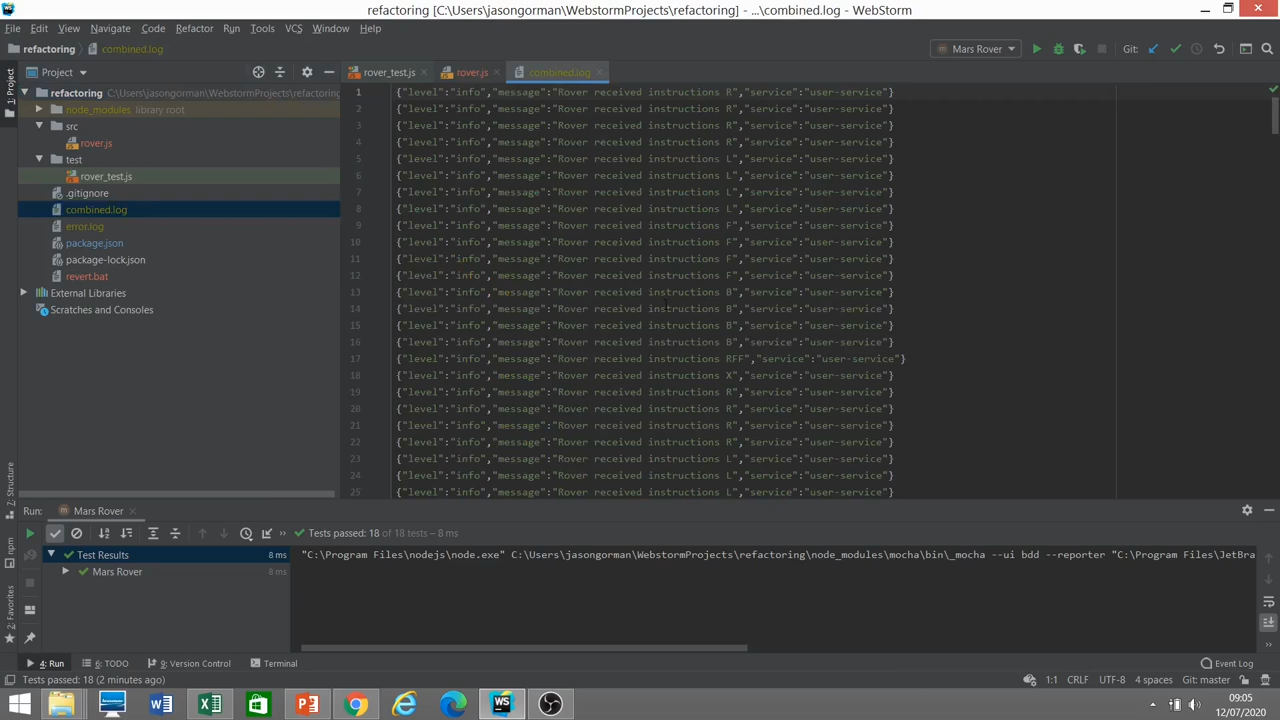 refactoring [C:\Users\jasongorman\WebstormProjects\refactoring] - ...\combined.log - WebStorm
File Edit View Navigate Code Refactor Run Tools VCS Window Help
refactoring combined.log Mars Rover Git:
1: Project
Project rover_test.js rover.js combined.log
refactoring C:\Users\jasongorman\WebstormProjects\refactoring
node_modules library root
src
rover.js
test
rover_test.js
.gitignore
combined.log
error.log
package.json
package-lock.json
revert.bat
External Libraries
Scratches and Consoles
1 {"level":"info","message":"Rover received instructions R","service":"user-service"}
2 {"level":"info","message":"Rover received instructions R","service":"user-service"}
3 {"level":"info","message":"Rover received instructions R","service":"user-service"}
4 {"level":"info","message":"Rover received instructions R","service":"user-service"}
5 {"level":"info","message":"Rover received instructions L","service":"user-service"}
6 {"level":"info","message":"Rover received instructions L","service":"user-service"}
7 {"level":"info","message":"Rover received instructions L","service":"user-service"}
8 {"level":"info","message":"Rover received instructions L","service":"user-service"}
9 {"level":"info","message":"Rover received instructions F","service":"user-service"}
10 {"level":"info","message":"Rover received instructions F","service":"user-service"}
11 {"level":"info","message":"Rover received instructions F","service":"user-service"}
12 {"level":"info","message":"Rover received instructions F","service":"user-service"}
13 {"level":"info","message":"Rover received instructions B","service":"user-service"}
14 {"level":"info","message":"Rover received instructions B","service":"user-service"}
15 {"level":"info","message":"Rover received instructions B","service":"user-service"}
16 {"level":"info","message":"Rover received instructions B","service":"user-service"}
17 {"level":"info","message":"Rover received instructions RFF","service":"user-service"}
18 {"level":"info","message":"Rover received instructions X","service":"user-service"}
19 {"level":"info","message":"Rover received instructions R","service":"user-service"}
20 {"level":"info","message":"Rover received instructions R","service":"user-service"}
21 {"level":"info","message":"Rover received instructions R","service":"user-service"}
22 {"level":"info","message":"Rover received instructions R","service":"user-service"}
23 {"level":"info","message":"Rover received instructions L","service":"user-service"}
24 {"level":"info","message":"Rover received instructions L","service":"user-service"}
25 {"level":"info","message":"Rover received instructions L","service":"user-service"}
Z: Structure
npm
2: Favorites
Run: Mars Rover
Tests passed: 18 of 18 tests – 8 ms
Test Results 8 ms
Mars Rover 8 ms
"C:\Program Files\nodejs\node.exe" C:\Users\jasongorman\WebstormProjects\refactoring\node_modules\mocha\bin\_mocha --ui bdd --reporter "C:\Program Files\JetBra
4: Run 6: TODO 9: Version Control Terminal Event Log
Tests passed: 18 (2 minutes ago) 1:1 CRLF UTF-8 4 spaces Git: master
09:05
12/07/2020